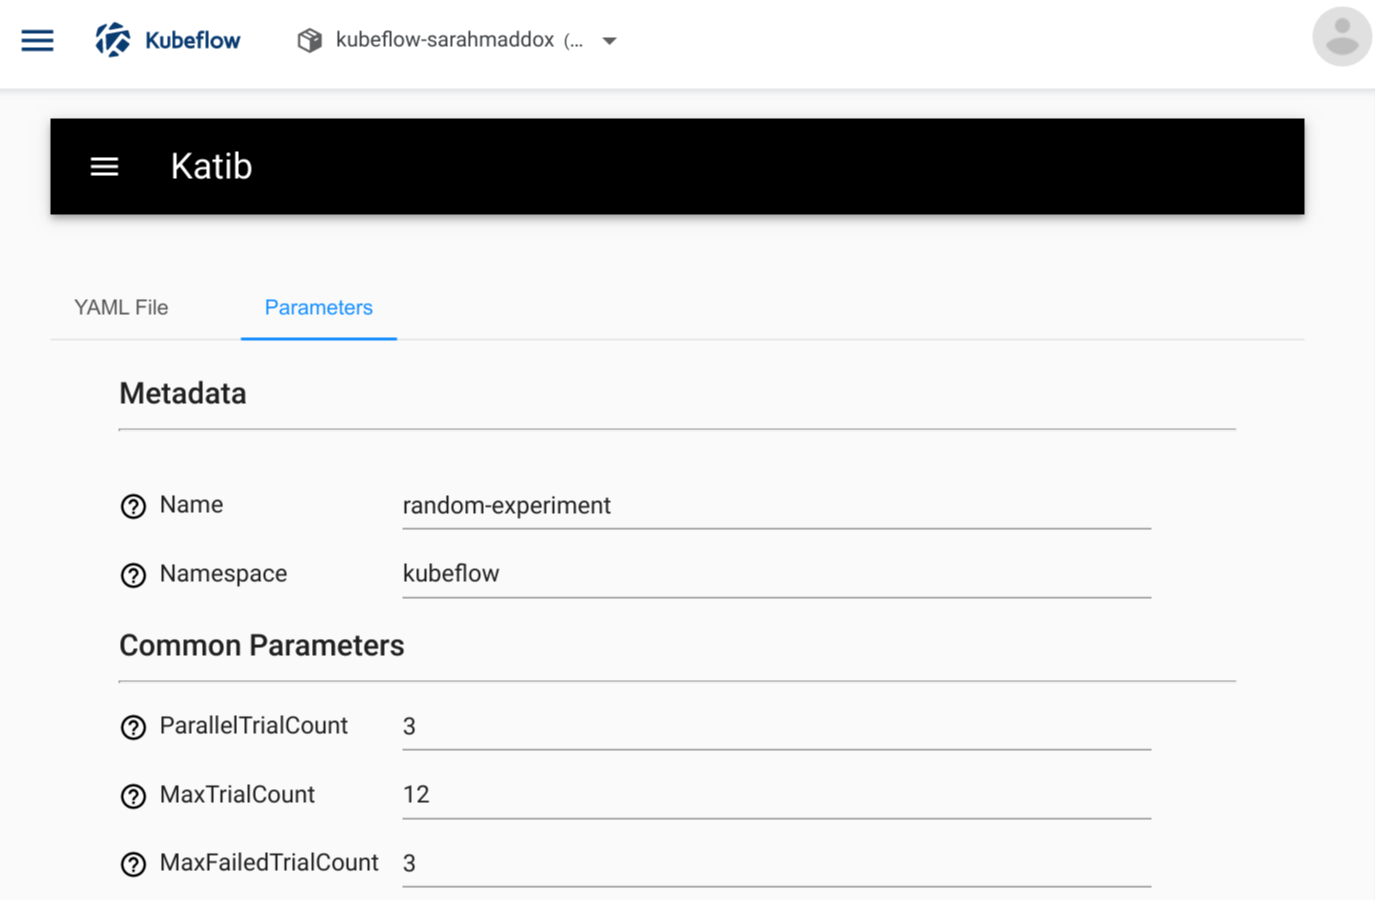 Kubeflow kubeflow-sarahmaddox (...
Katib
YAML File Parameters
Metadata
Name random-experiment
Namespace kubeflow
Common Parameters
ParallelTrialCount 3
MaxTrialCount 12
MaxFailedTrialCount 3